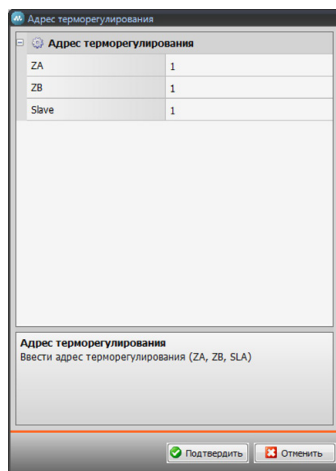 Адрес терморегулирования
Адрес терморегулирования
ZA 1
ZB 1
Slave 1
Адрес терморегулирования
Ввести адрес терморегулирования (ZA, ZB, SLA)
Подтвердить Отменить